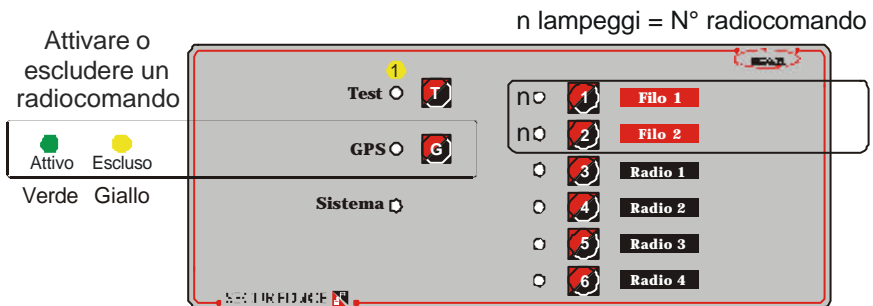 n lampeggi = N° radiocomando
Attivare o
escludere un
radiocomando
1
Test T
n 1 Filo 1
Attivo Escluso
GPS G
n 2 Filo 2
Verde Giallo
3 Radio 1
Sistema
4 Radio 2
5 Radio 3
6 Radio 4